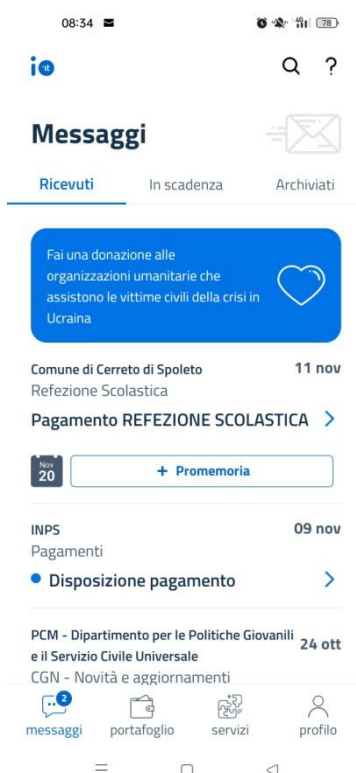 08:34
4G
78
io it
Messaggi
Ricevuti In scadenza Archiviati
Fai una donazione alle
organizzazioni umanitarie che
assistono le vittime civili della crisi in
Ucraina
Comune di Cerreto di Spoleto 11 nov
Refezione Scolastica
Pagamento REFEZIONE SCOLASTICA
Nov
20
+ Promemoria
INPS 09 nov
Pagamenti
Disposizione pagamento
PCM - Dipartimento per le Politiche Giovanili
e il Servizio Civile Universale 24 ott
CGN - Novità e aggiornamenti
2
messaggi portafoglio servizi profilo